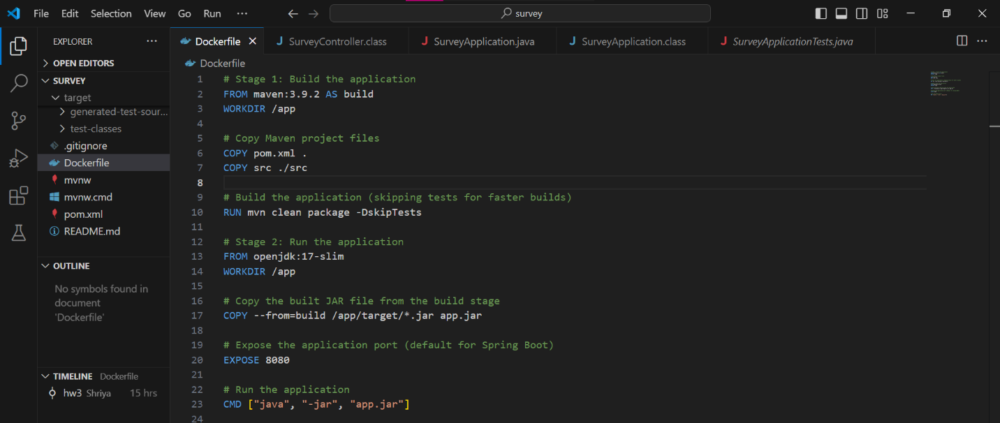 File Edit Selection View Go Run ··· survey
EXPLORER ···
OPEN EDITORS
SURVEY
target
generated-test-sour...
test-classes
.gitignore
Dockerfile
mvnw
mvnw.cmd
pom.xml
README.md
OUTLINE
No symbols found in
document
'Dockerfile'
TIMELINE Dockerfile
hw3 Shriya 15 hrs
Dockerfile SurveyController.class SurveyApplication.java SurveyApplication.class SurveyApplicationTests.java
Dockerfile
1 # Stage 1: Build the application
2 FROM maven:3.9.2 AS build
3 WORKDIR /app
4
5 # Copy Maven project files
6 COPY pom.xml .
7 COPY src ./src
8
9 # Build the application (skipping tests for faster builds)
10 RUN mvn clean package -DskipTests
11
12 # Stage 2: Run the application
13 FROM openjdk:17-slim
14 WORKDIR /app
15
16 # Copy the built JAR file from the build stage
17 COPY --from=build /app/target/*.jar app.jar
18
19 # Expose the application port (default for Spring Boot)
20 EXPOSE 8080
21
22 # Run the application
23 CMD ["java", "-jar", "app.jar"]
24